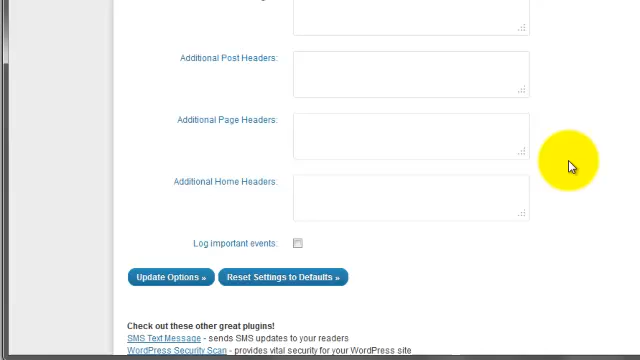 Additional Post Headers:
Additional Page Headers:
Additional Home Headers:
Log important events:
Update Options » Reset Settings to Defaults »
Check out these other great plugins!
SMS Text Message - sends SMS updates to your readers
WordPress Security Scan - provides vital security for your WordPress site